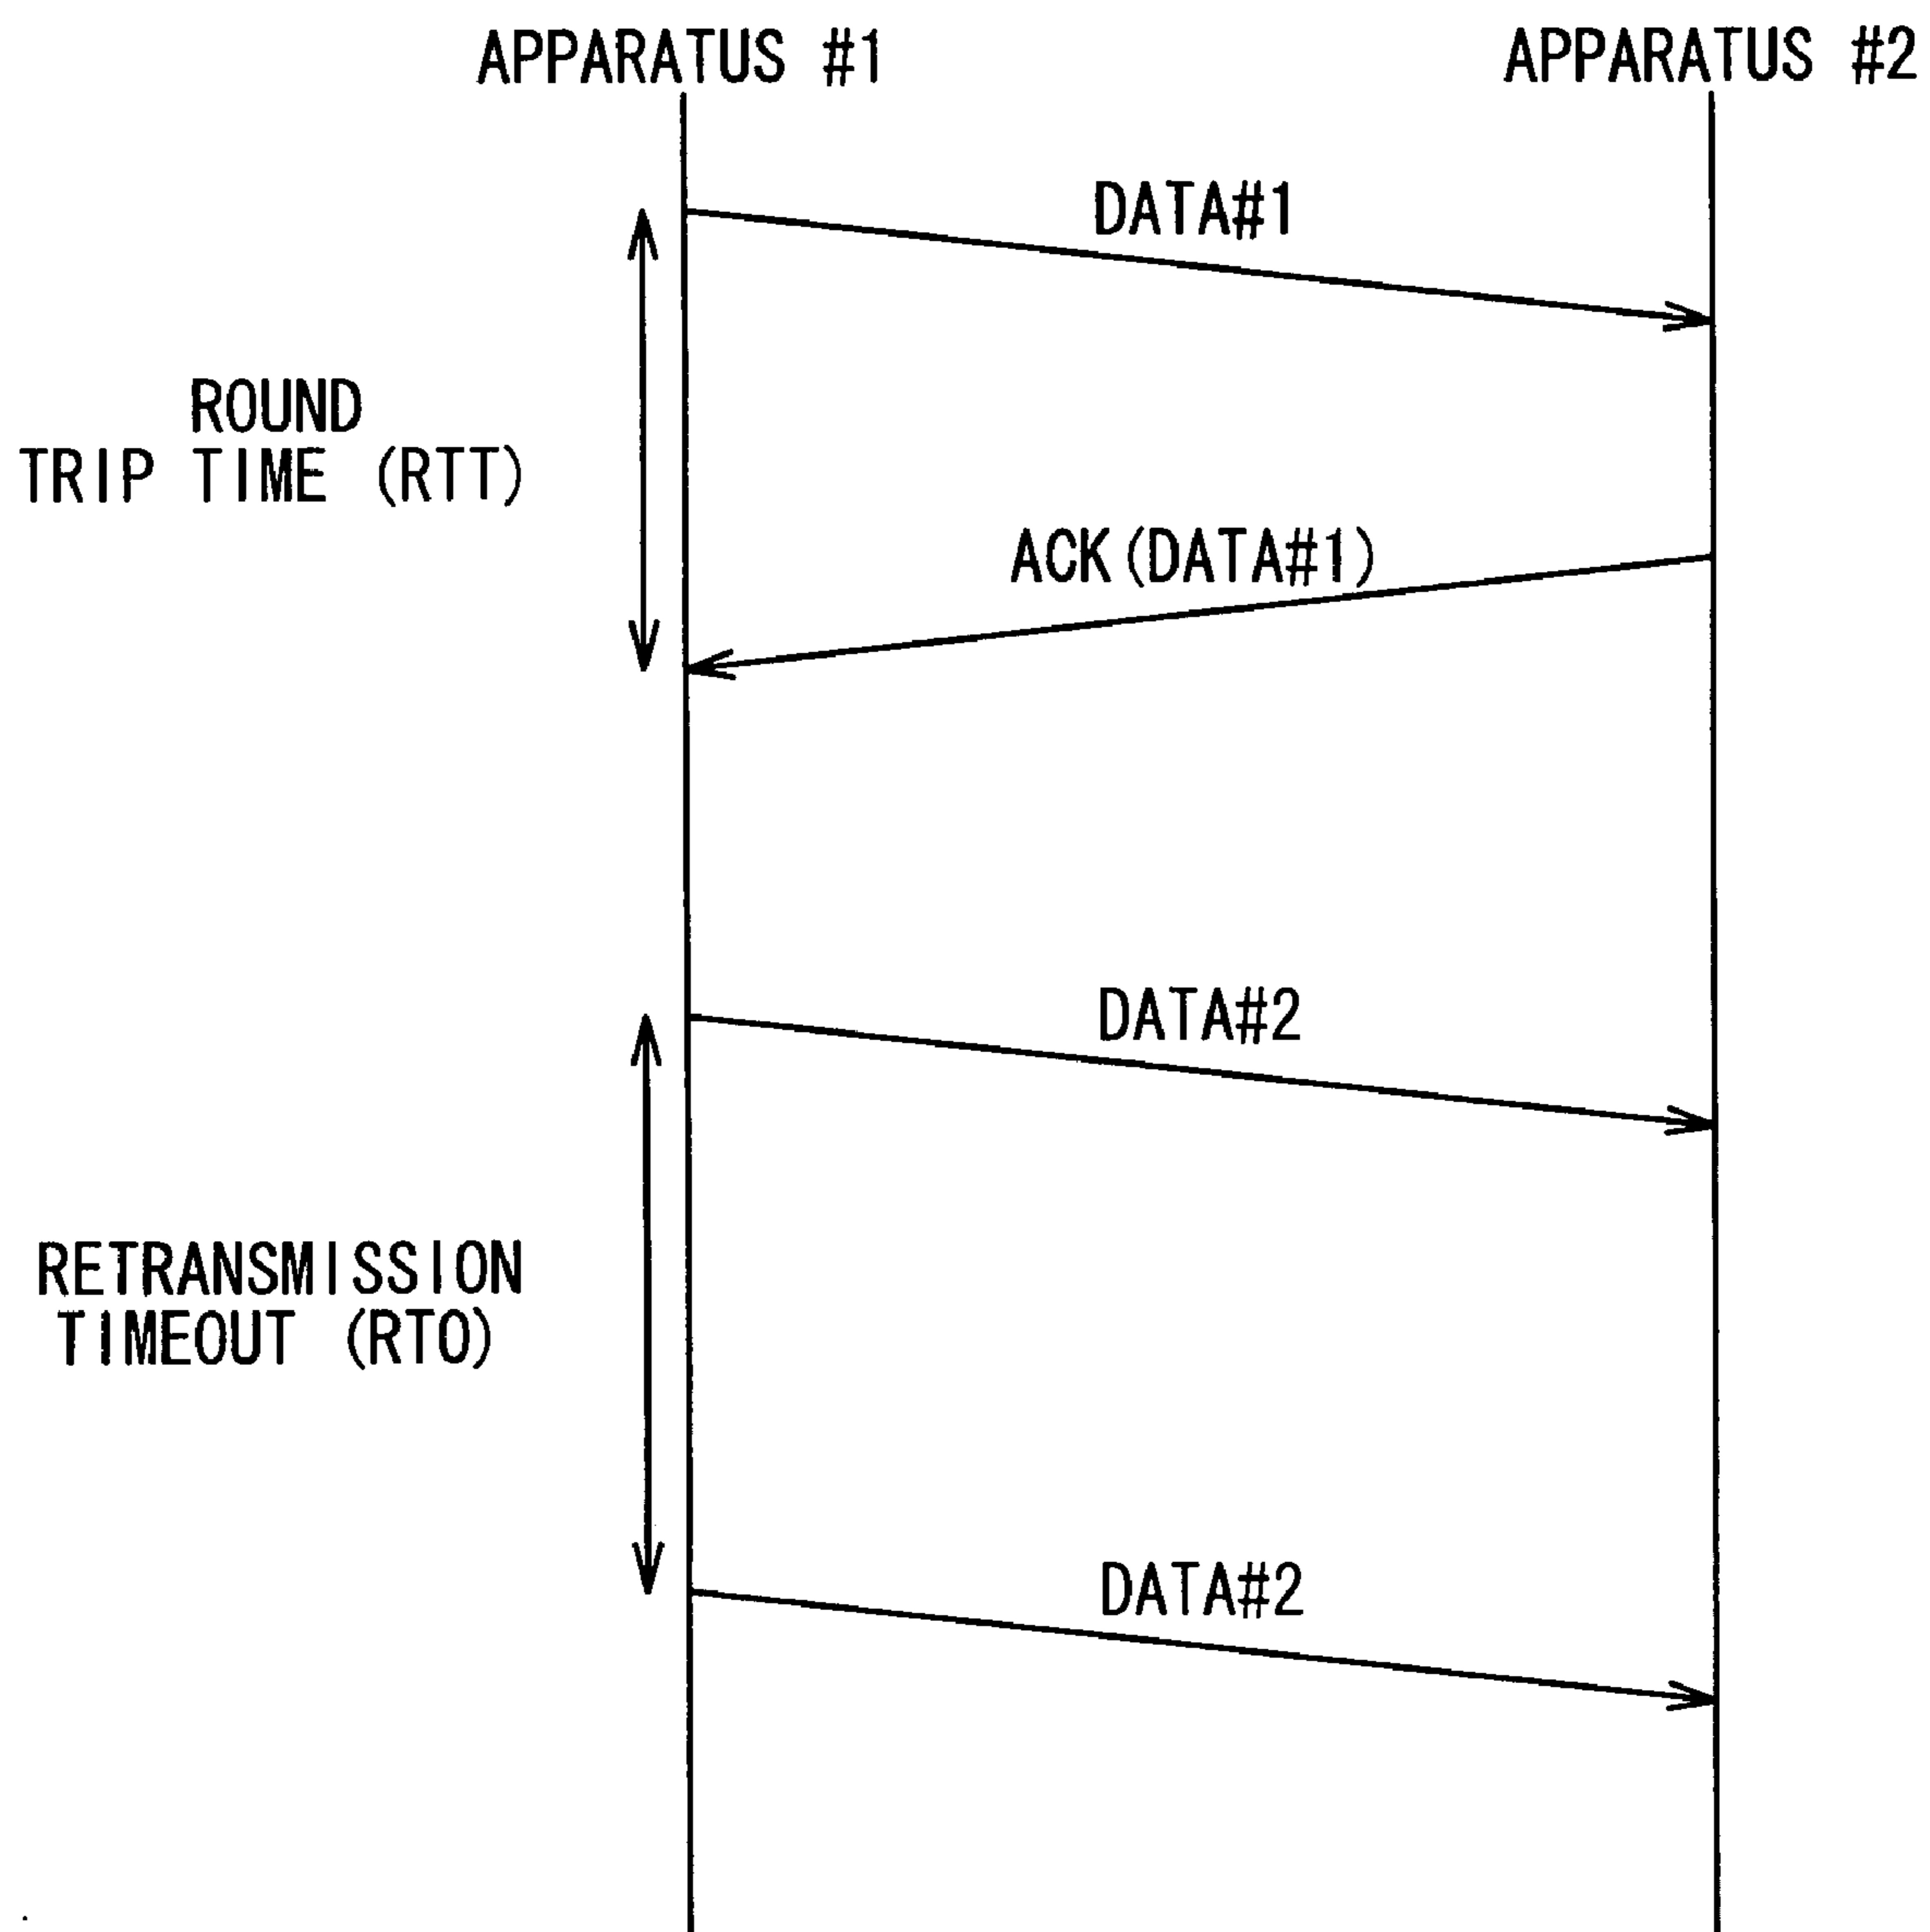 APPARATUS #1
APPARATUS #2
DATA#1
ROUND
TRIP TIME (RTT)
ACK(DATA#1)
DATA#2
RETRANSMISSION
TIMEOUT (RTO)
DATA#2